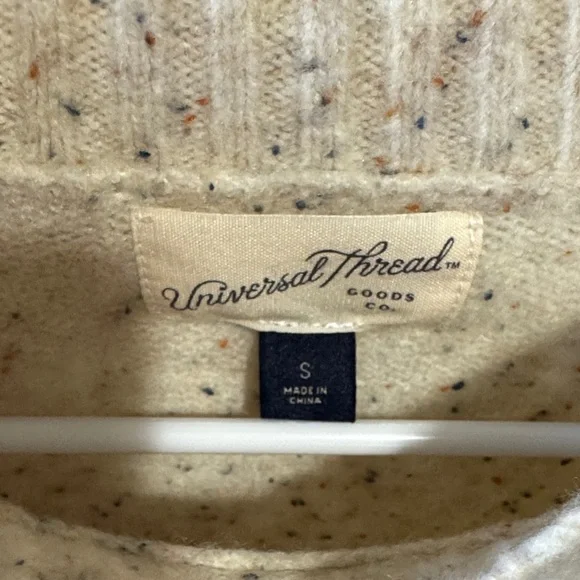 Universal Thread™
GOODS
CO.
S
MADE IN
CHINA